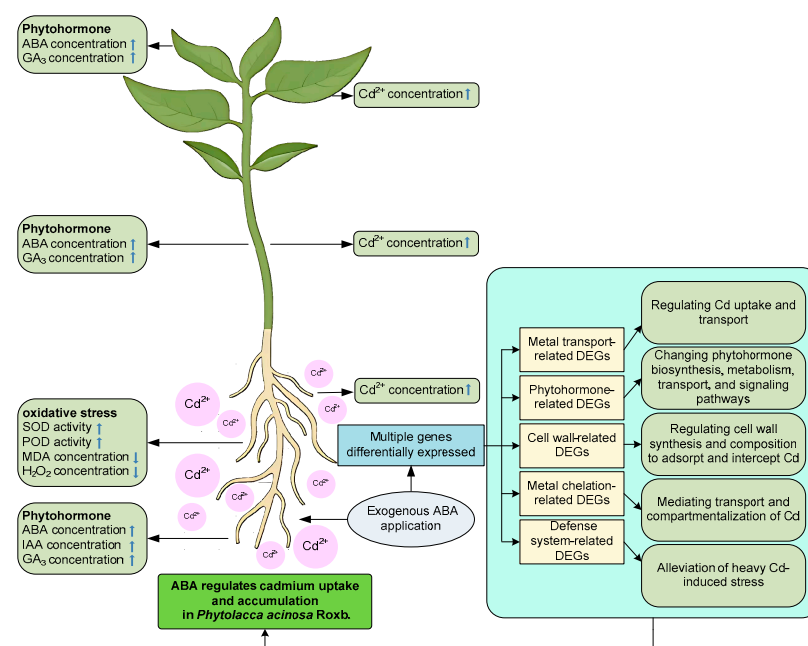 Phytohormone
ABA concentration ↑
GA₃ concentration ↑
Cd²⁺ concentration ↑
Phytohormone
ABA concentration ↑
GA₃ concentration ↑
Cd²⁺ concentration ↑
Cd²⁺ concentration ↑
oxidative stress
SOD activity ↑
POD activity ↑
MDA concentration ↓
H₂O₂ concentration ↓
Phytohormone
ABA concentration ↑
IAA concentration ↑
GA₃ concentration ↑
Cd²⁺
Cd²⁺
Cd²⁺
Cd²⁺
Cd²⁺
Cd²⁺
Cd²⁺
Cd²⁺
Cd²⁺
Cd²⁺
Multiple genes
differentially expressed
Exogenous ABA
application
ABA regulates cadmium uptake
and accumulation
in Phytolacca acinosa Roxb.
Metal transport-
related DEGs
Phytohormone-
related DEGs
Cell wall-related
DEGs
Metal chelation-
related DEGs
Defense
system-related
DEGs
Regulating Cd uptake and
transport
Changing phytohormone
biosynthesis, metabolism,
transport, and signaling
pathways
Regulating cell wall
synthesis and composition
to adsorpt and intercept Cd
Mediating transport and
compartmentalization of Cd
Alleviation of heavy Cd-
induced stress